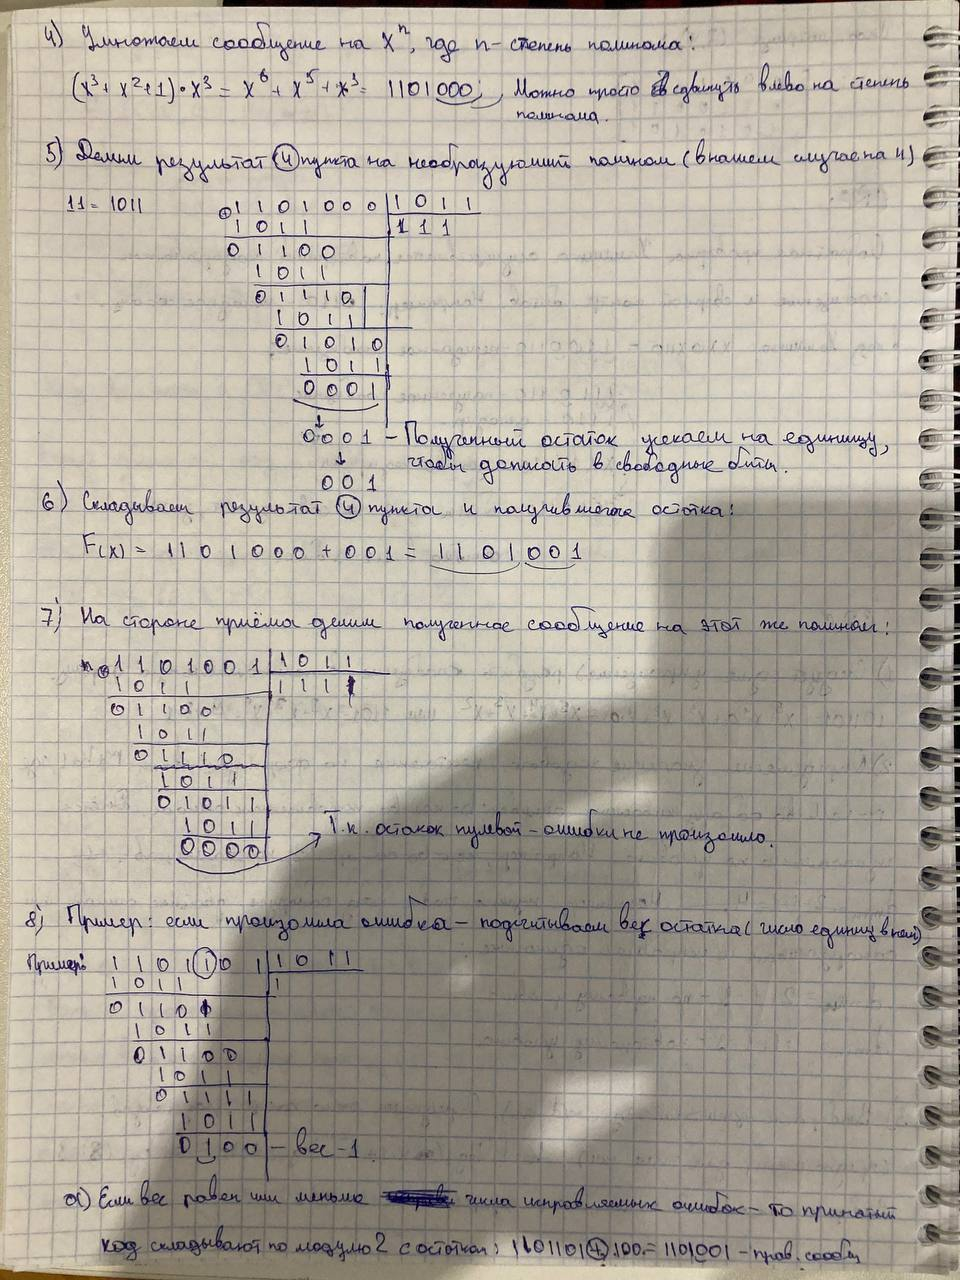 4) Умножаем сообщение на xⁿ, где n - степень полинома:
(x³ + x² + 1) · x³ = x⁶ + x⁵ + x³ = 1101000; Можно просто сдвинуть влево на степень
полинома.
5) Делим результат 4 пункта на необразующий полином (в нашем случае на 11)
11 = 1011
⊕1101000 | 1011
1011 | 111
01100
1011
01110
1011
01010
1011
0001
0001 - Полученный остаток усекаем на единицу,
чтобы дописать в свободные биты.
001
6) Складываем результат 4 пункта и получившегося остатка:
F(x) = 1101000 + 001 = 1101001
7) На стороне приёма делим полученное сообщение на этот же полином:
⊕1101001 | 1011
1011 | 1111
01100
1011
01110
1011
01011
1011
0000
Т.к. остаток нулевой - ошибки не произошло.
8) Пример: если произошла ошибка - подсчитываем вес остатка (число единиц в нём)
Пример: 1101101 | 1011
1011 | 1
01101
1011
01100
1011
01111
1011
0100 - вес - 1
а) Если вес равен или меньше числа исправляемых ошибок - то принятый
код складывают по модулю 2 с остатком: 1101101 ⊕ 100 = 1101001 - прав. сообщ